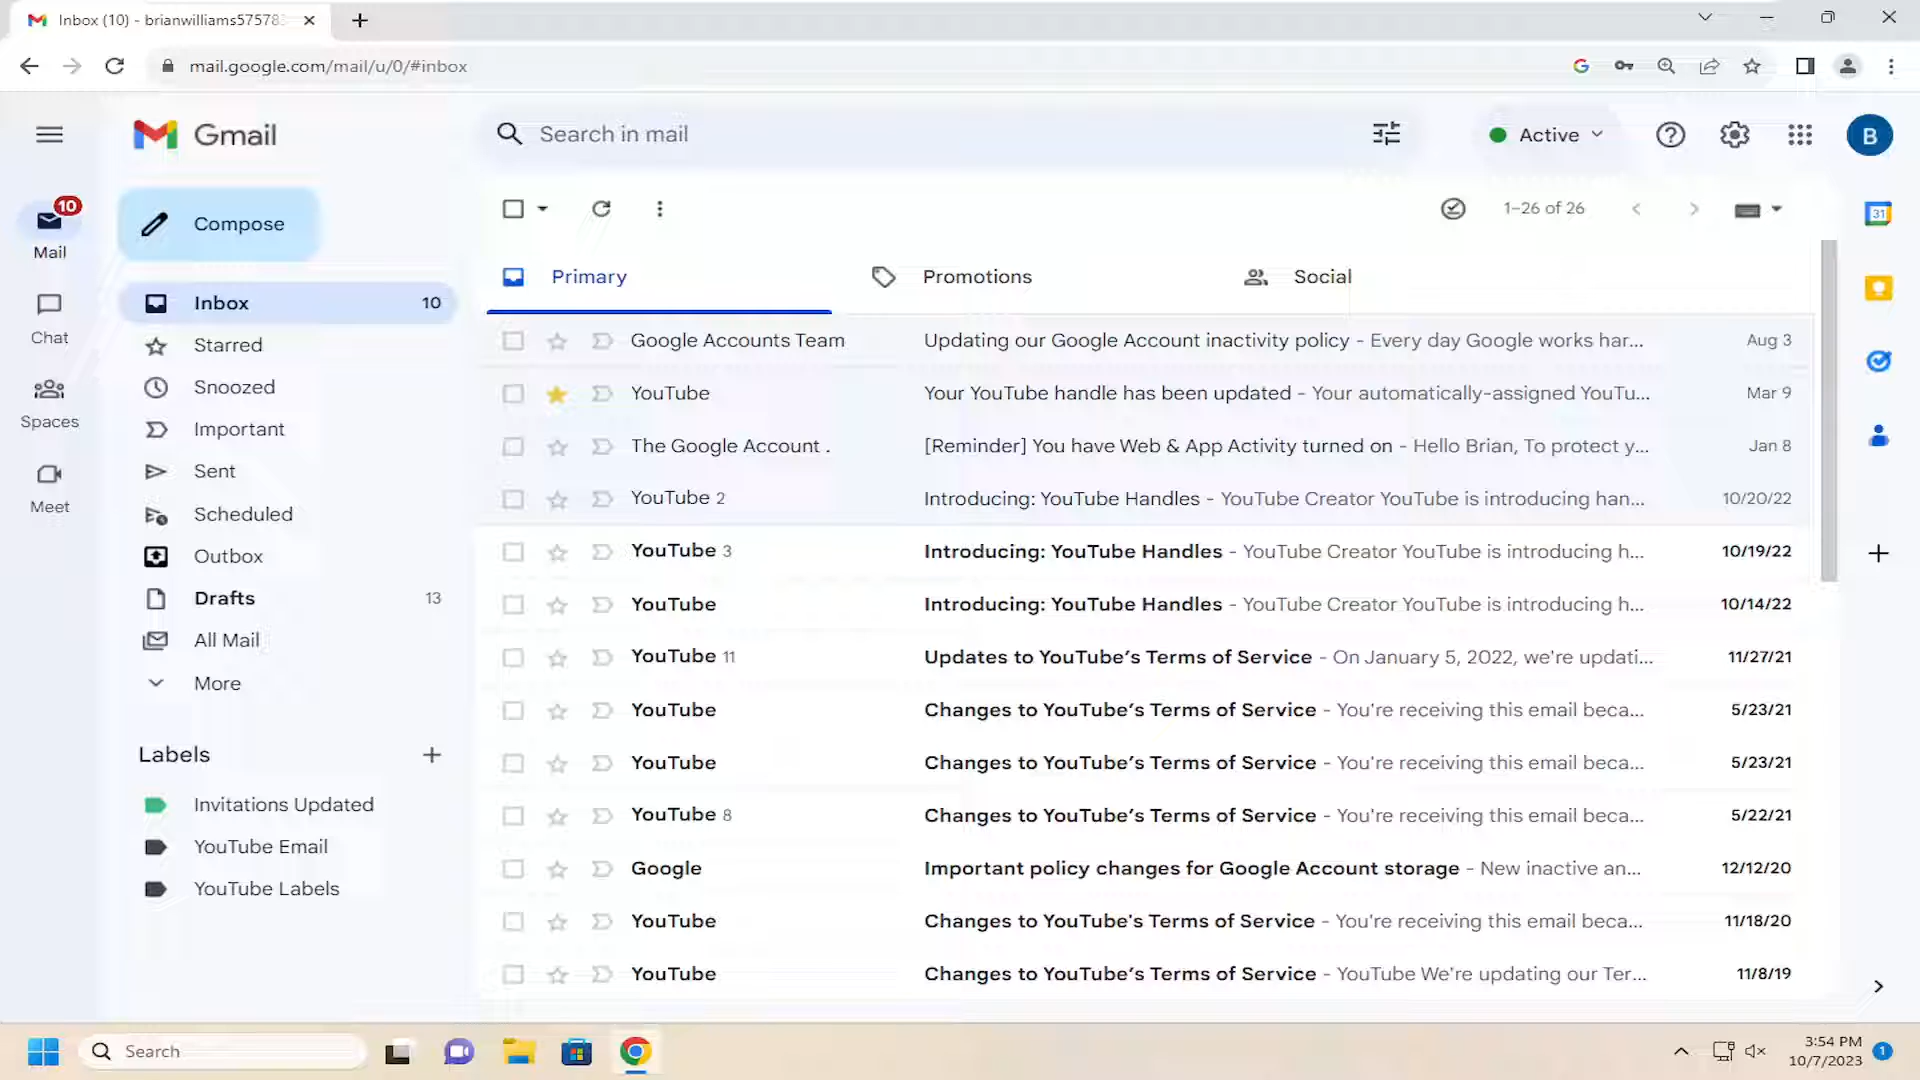 Inbox (10) - brianwilliams57578
mail.google.com/mail/u/0/#inbox
Gmail
Search in mail
Active
B
10
Mail
Chat
Spaces
Meet
Compose
Inbox 10
Starred
Snoozed
Important
Sent
Scheduled
Outbox
Drafts 13
All Mail
More
Labels
Invitations Updated
YouTube Email
YouTube Labels
1–26 of 26
31
Primary Promotions Social
Google Accounts Team Updating our Google Account inactivity policy - Every day Google works har... Aug 3
YouTube Your YouTube handle has been updated - Your automatically-assigned YouTu... Mar 9
The Google Account . [Reminder] You have Web & App Activity turned on - Hello Brian, To protect y... Jan 8
YouTube 2 Introducing: YouTube Handles - YouTube Creator YouTube is introducing han... 10/20/22
YouTube 3 Introducing: YouTube Handles - YouTube Creator YouTube is introducing h... 10/19/22
YouTube Introducing: YouTube Handles - YouTube Creator YouTube is introducing h... 10/14/22
YouTube 11 Updates to YouTube’s Terms of Service - On January 5, 2022, we're updati... 11/27/21
YouTube Changes to YouTube’s Terms of Service - You're receiving this email beca... 5/23/21
YouTube Changes to YouTube’s Terms of Service - You're receiving this email beca... 5/23/21
YouTube 8 Changes to YouTube’s Terms of Service - You're receiving this email beca... 5/22/21
Google Important policy changes for Google Account storage - New inactive an... 12/12/20
YouTube Changes to YouTube's Terms of Service - You're receiving this email beca... 11/18/20
YouTube Changes to YouTube’s Terms of Service - YouTube We're updating our Ter... 11/8/19
Search
3:54 PM
10/7/2023
1